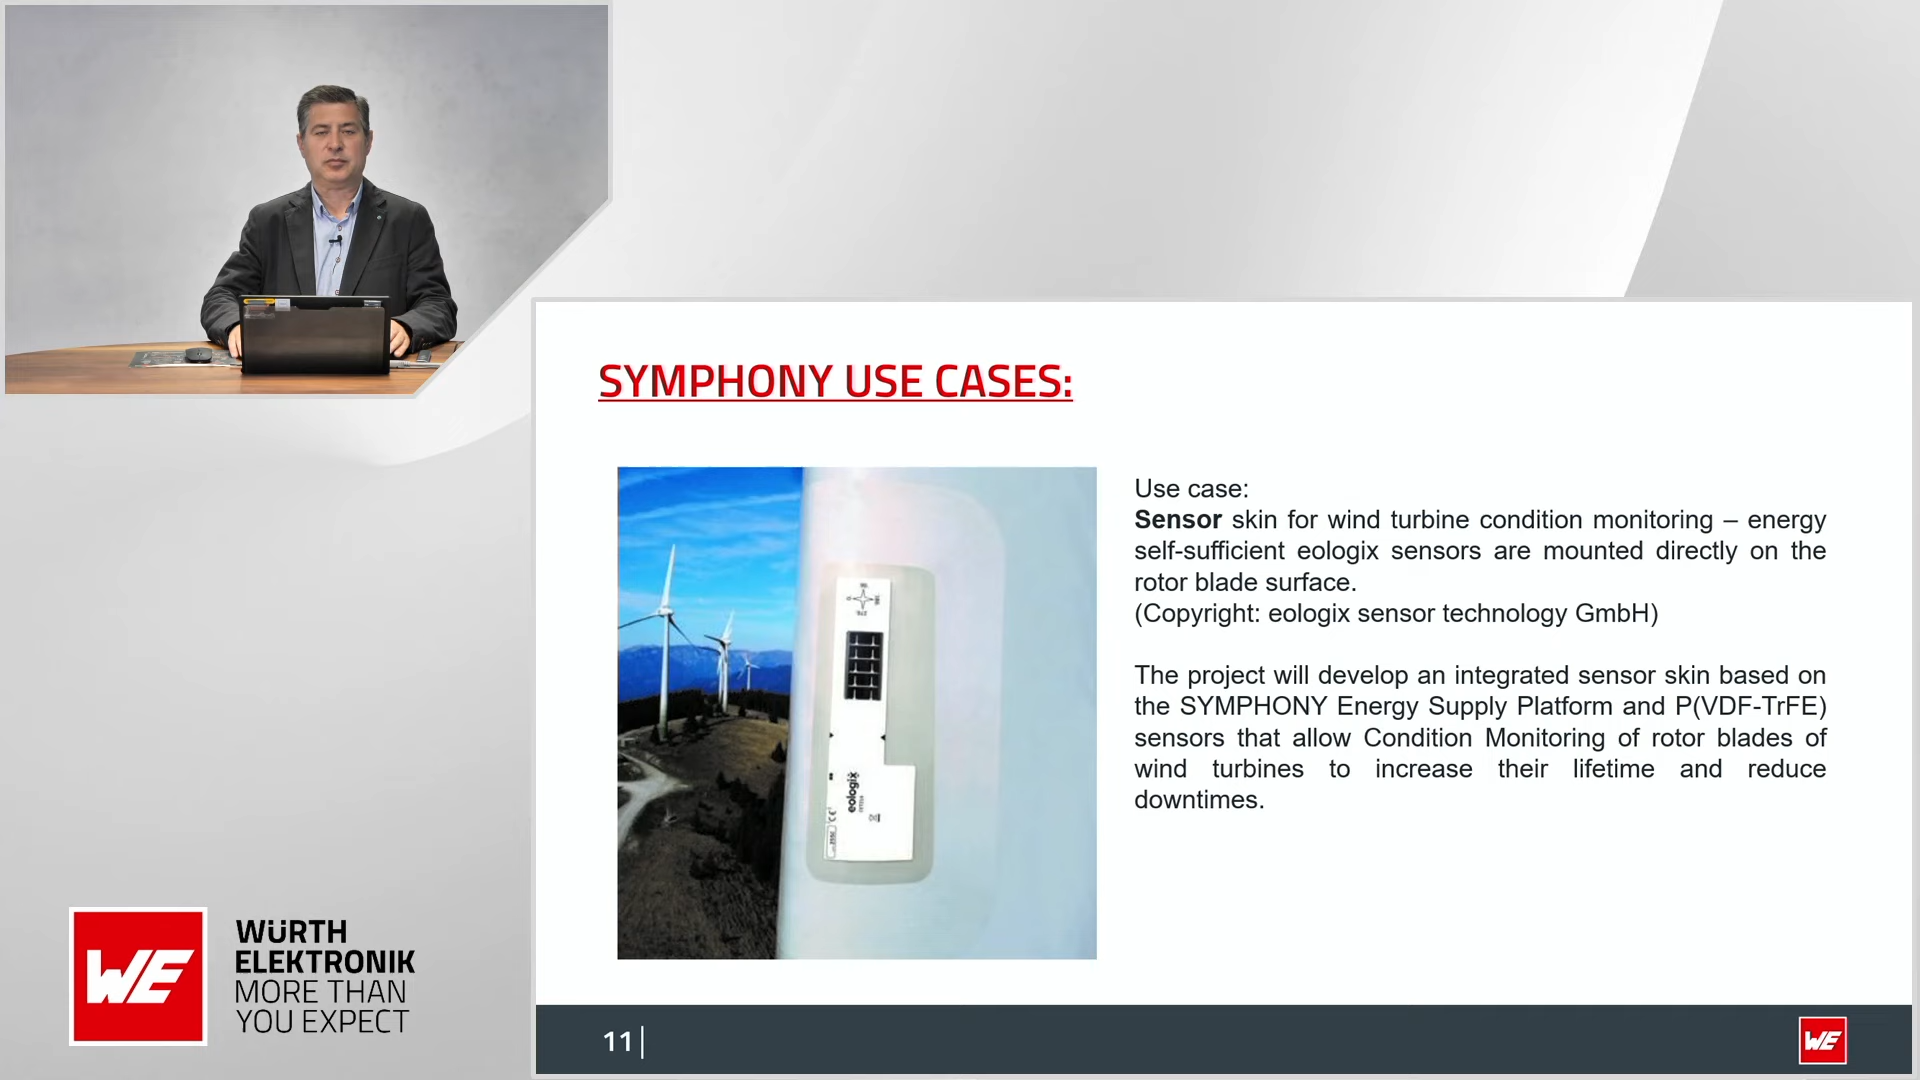 SYMPHONY USE CASES:
Use case:
Sensor skin for wind turbine condition monitoring – energy
self-sufficient eologix sensors are mounted directly on the
rotor blade surface.
(Copyright: eologix sensor technology GmbH)
The project will develop an integrated sensor skin based on
the SYMPHONY Energy Supply Platform and P(VDF-TrFE)
sensors that allow Condition Monitoring of rotor blades of
wind turbines to increase their lifetime and reduce
downtimes.
eologix
WE
WÜRTH
ELEKTRONIK
MORE THAN
YOU EXPECT
11
WE